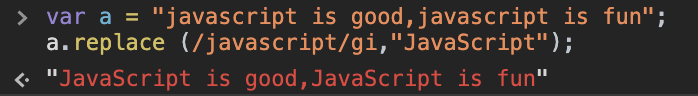 > var a = "javascript is good,javascript is fun";
a.replace (/javascript/gi,"JavaScript");
"JavaScript is good,JavaScript is fun"